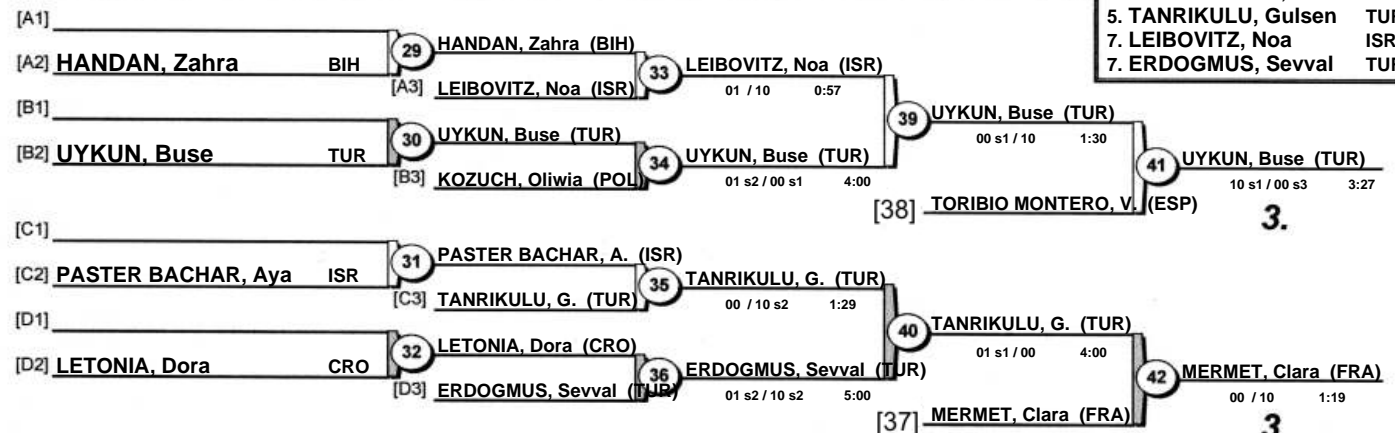 5. TANRIKULU, Gulsen
7. LEIBOVITZ, Noa ISR
7. ERDOGMUS, Sevval
[A1]
[A2] HANDAN, Zahra BIH
29
HANDAN, Zahra (BIH)
[A3] LEIBOVITZ, Noa (ISR)
33
LEIBOVITZ, Noa (ISR)
01 / 10 0:57
[B1]
[B2] UYKUN, Buse TUR
30
UYKUN, Buse (TUR)
[B3] KOZUCH, Oliwia (POL)
34
UYKUN, Buse (TUR)
01 s2 / 00 s1 4:00
39
UYKUN, Buse (TUR)
00 s1 / 10 1:30
[38] TORIBIO MONTERO, V. (ESP)
41
UYKUN, Buse (TUR)
10 s1 / 00 s3 3:27
3.
[C1]
[C2] PASTER BACHAR, Aya ISR
31
PASTER BACHAR, A. (ISR)
[C3] TANRIKULU, G. (TUR)
35
TANRIKULU, G. (TUR)
00 / 10 s2 1:29
[D1]
[D2] LETONIA, Dora CRO
32
LETONIA, Dora (CRO)
[D3] ERDOGMUS, Sevval (TUR)
36
ERDOGMUS, Sevval (TUR)
01 s2 / 10 s2 5:00
40
TANRIKULU, G. (TUR)
01 s1 / 00 4:00
[37] MERMET, Clara (FRA)
42
MERMET, Clara (FRA)
00 / 10 1:19
3